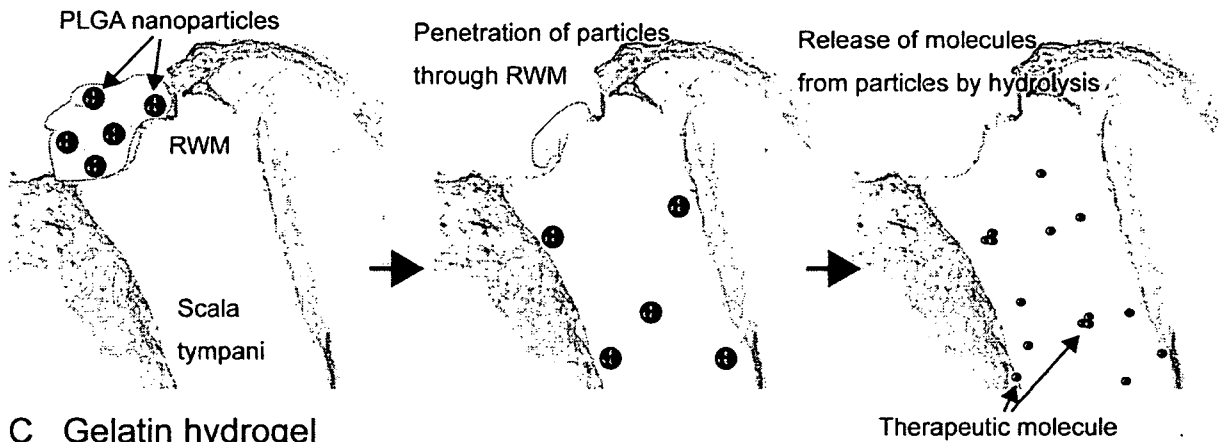 PLGA nanoparticles
RWM
Scala
tympani
Penetration of particles
through RWM
Release of molecules
from particles by hydrolysis
Therapeutic molecule
C Gelatin hydrogel